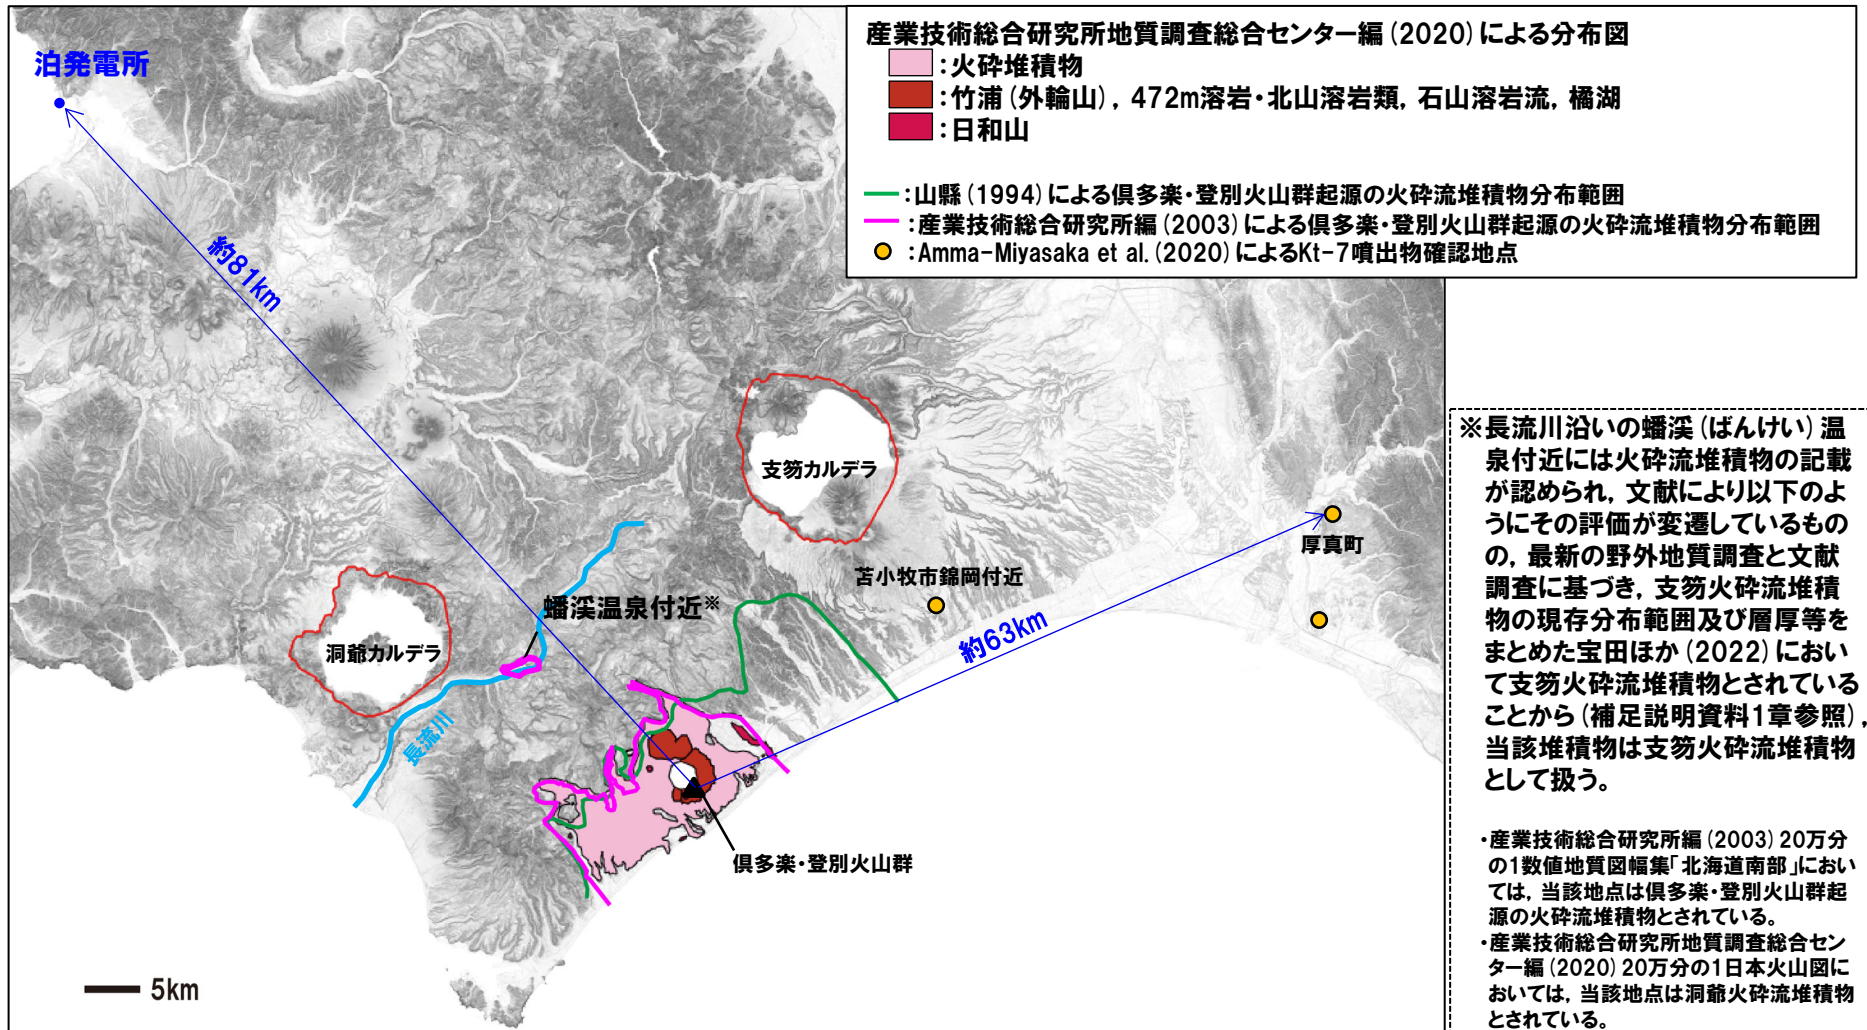 泊発電所
約81km
産業技術総合研究所地質調査総合センター編(2020)による分布図
:火砕堆積物
:竹浦(外輪山), 472m溶岩・北山溶岩類, 石山溶岩流, 橘湖
:日和山
:山縣(1994)による倶多楽・登別火山群起源の火砕流堆積物分布範囲
:産業技術総合研究所編(2003)による倶多楽・登別火山群起源の火砕流堆積物分布範囲
:Amma-Miyasaka et al.(2020)によるKt-7噴出物確認地点
支笏カルデラ
厚真町
苫小牧市錦岡付近
蟠渓温泉付近※
約63km
洞爺カルデラ
長流川
倶多楽・登別火山群
5km
※長流川沿いの蟠渓(ばんけい)温
泉付近には火砕流堆積物の記載
が認められ, 文献により以下のよ
うにその評価が変遷しているもの
の, 最新の野外地質調査と文献
調査に基づき, 支笏火砕流堆積
物の現存分布範囲及び層厚等を
まとめた宝田ほか(2022)におい
て支笏火砕流堆積物とされている
ことから(補足説明資料1章参照),
当該堆積物は支笏火砕流堆積物
として扱う。
・産業技術総合研究所編(2003)20万分
の1数値地質図幅集「北海道南部」におい
ては, 当該地点は倶多楽・登別火山群起
源の火砕流堆積物とされている。
・産業技術総合研究所地質調査総合セン
ター編(2020)20万分の1日本火山図に
おいては, 当該地点は洞爺火砕流堆積物
とされている。